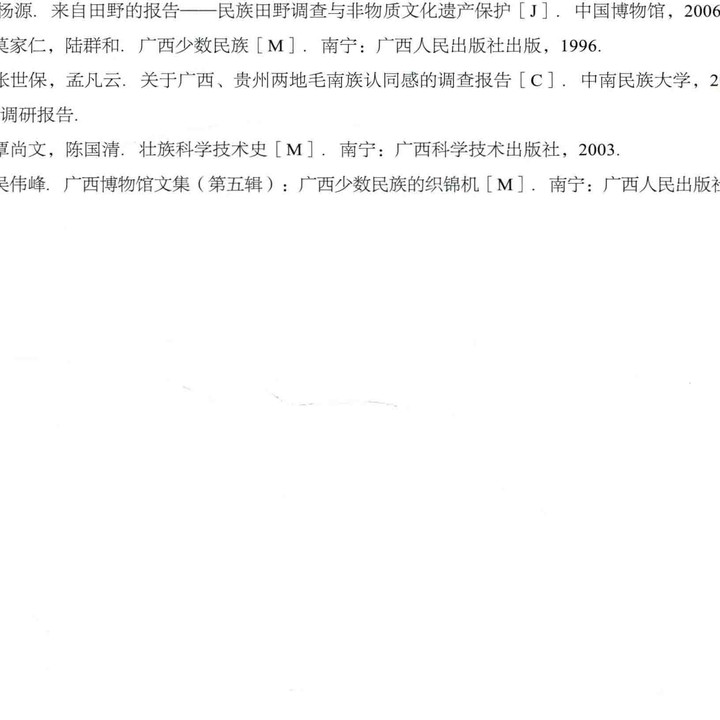 杨源. 来自田野的报告——民族田野调查与非物质文化遗产保护[J]. 中国博物馆, 2006
莫家仁, 陆群和. 广西少数民族[M]. 南宁: 广西人民出版社出版, 1996.
张世保, 孟凡云. 关于广西、贵州两地毛南族认同感的调查报告[C]. 中南民族大学, 2
调研报告.
覃尚文, 陈国清. 壮族科学技术史[M]. 南宁: 广西科学技术出版社, 2003.
吴伟峰. 广西博物馆文集(第五辑): 广西少数民族的织锦机[M]. 南宁: 广西人民出版社